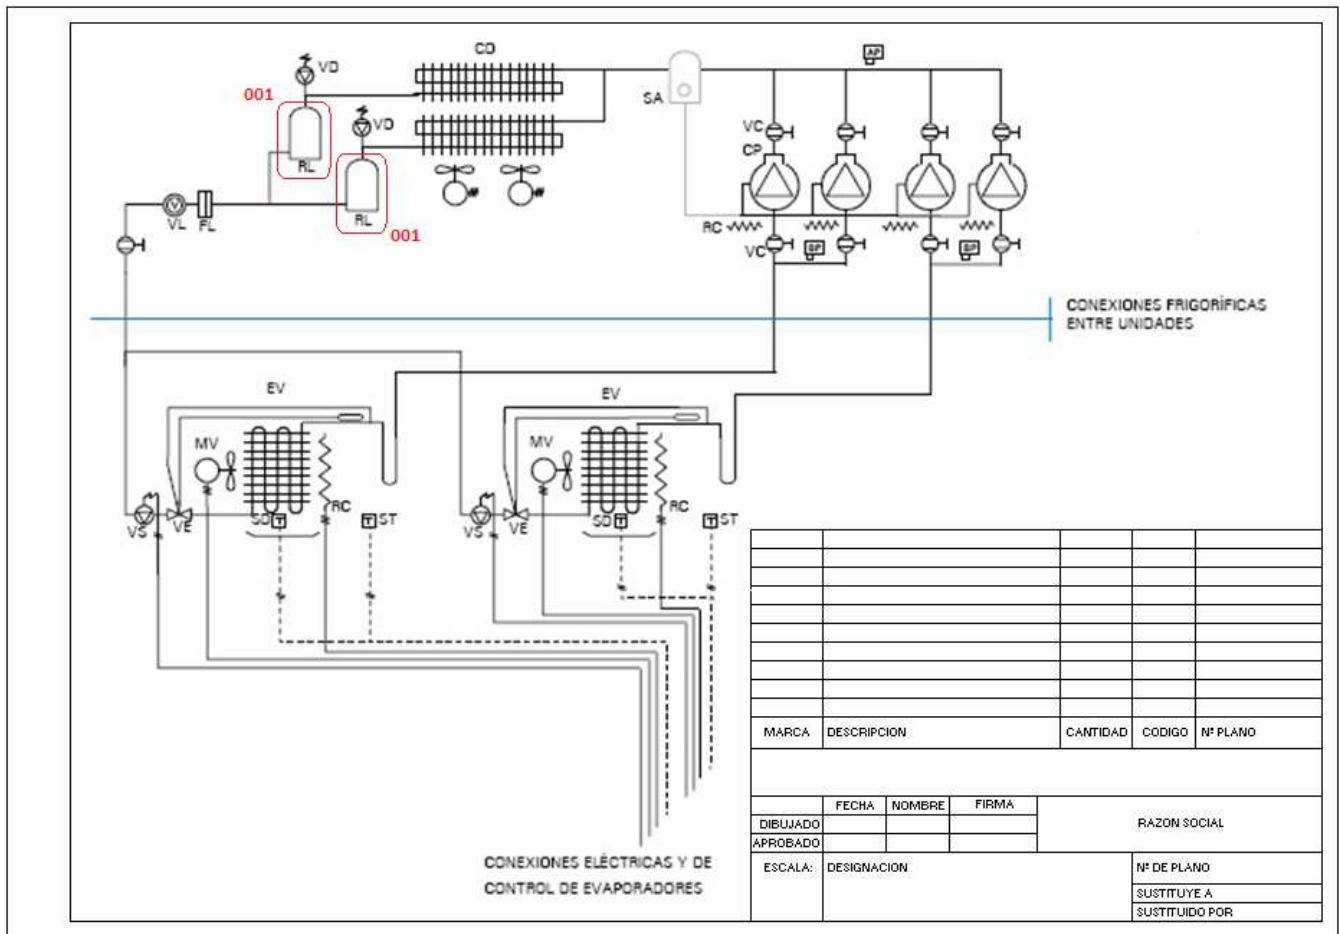 CD
AP
VD
001
SA
VD
VC
CP
RL
RL
VL
FL
RC
001
VC
BP
BP
CONEXIONES FRIGORÍFICAS
ENTRE UNIDADES
EV
EV
MV
MV
RC
RC
VS
VE
SD
T
T
ST
VS
VE
SD
T
T
ST
MARCA
DESCRIPCION
CANTIDAD
CODIGO
Nº PLANO
FECHA
NOMBRE
FIRMA
DIBUJADO
RAZON SOCIAL
APROBADO
CONEXIONES ELÉCTRICAS Y DE
CONTROL DE EVAPORADORES
ESCALA:
DESIGNACION
Nº DE PLANO
SUSTITUYE A
SUSTITUIDO POR